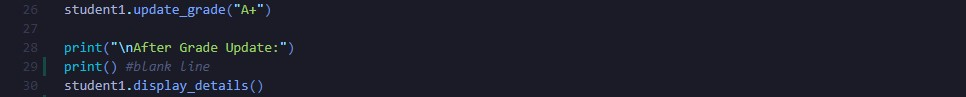 26 student1.update_grade("A+")
27
28 print("\nAfter Grade Update:")
29 print() #blank line
30 student1.display_details()